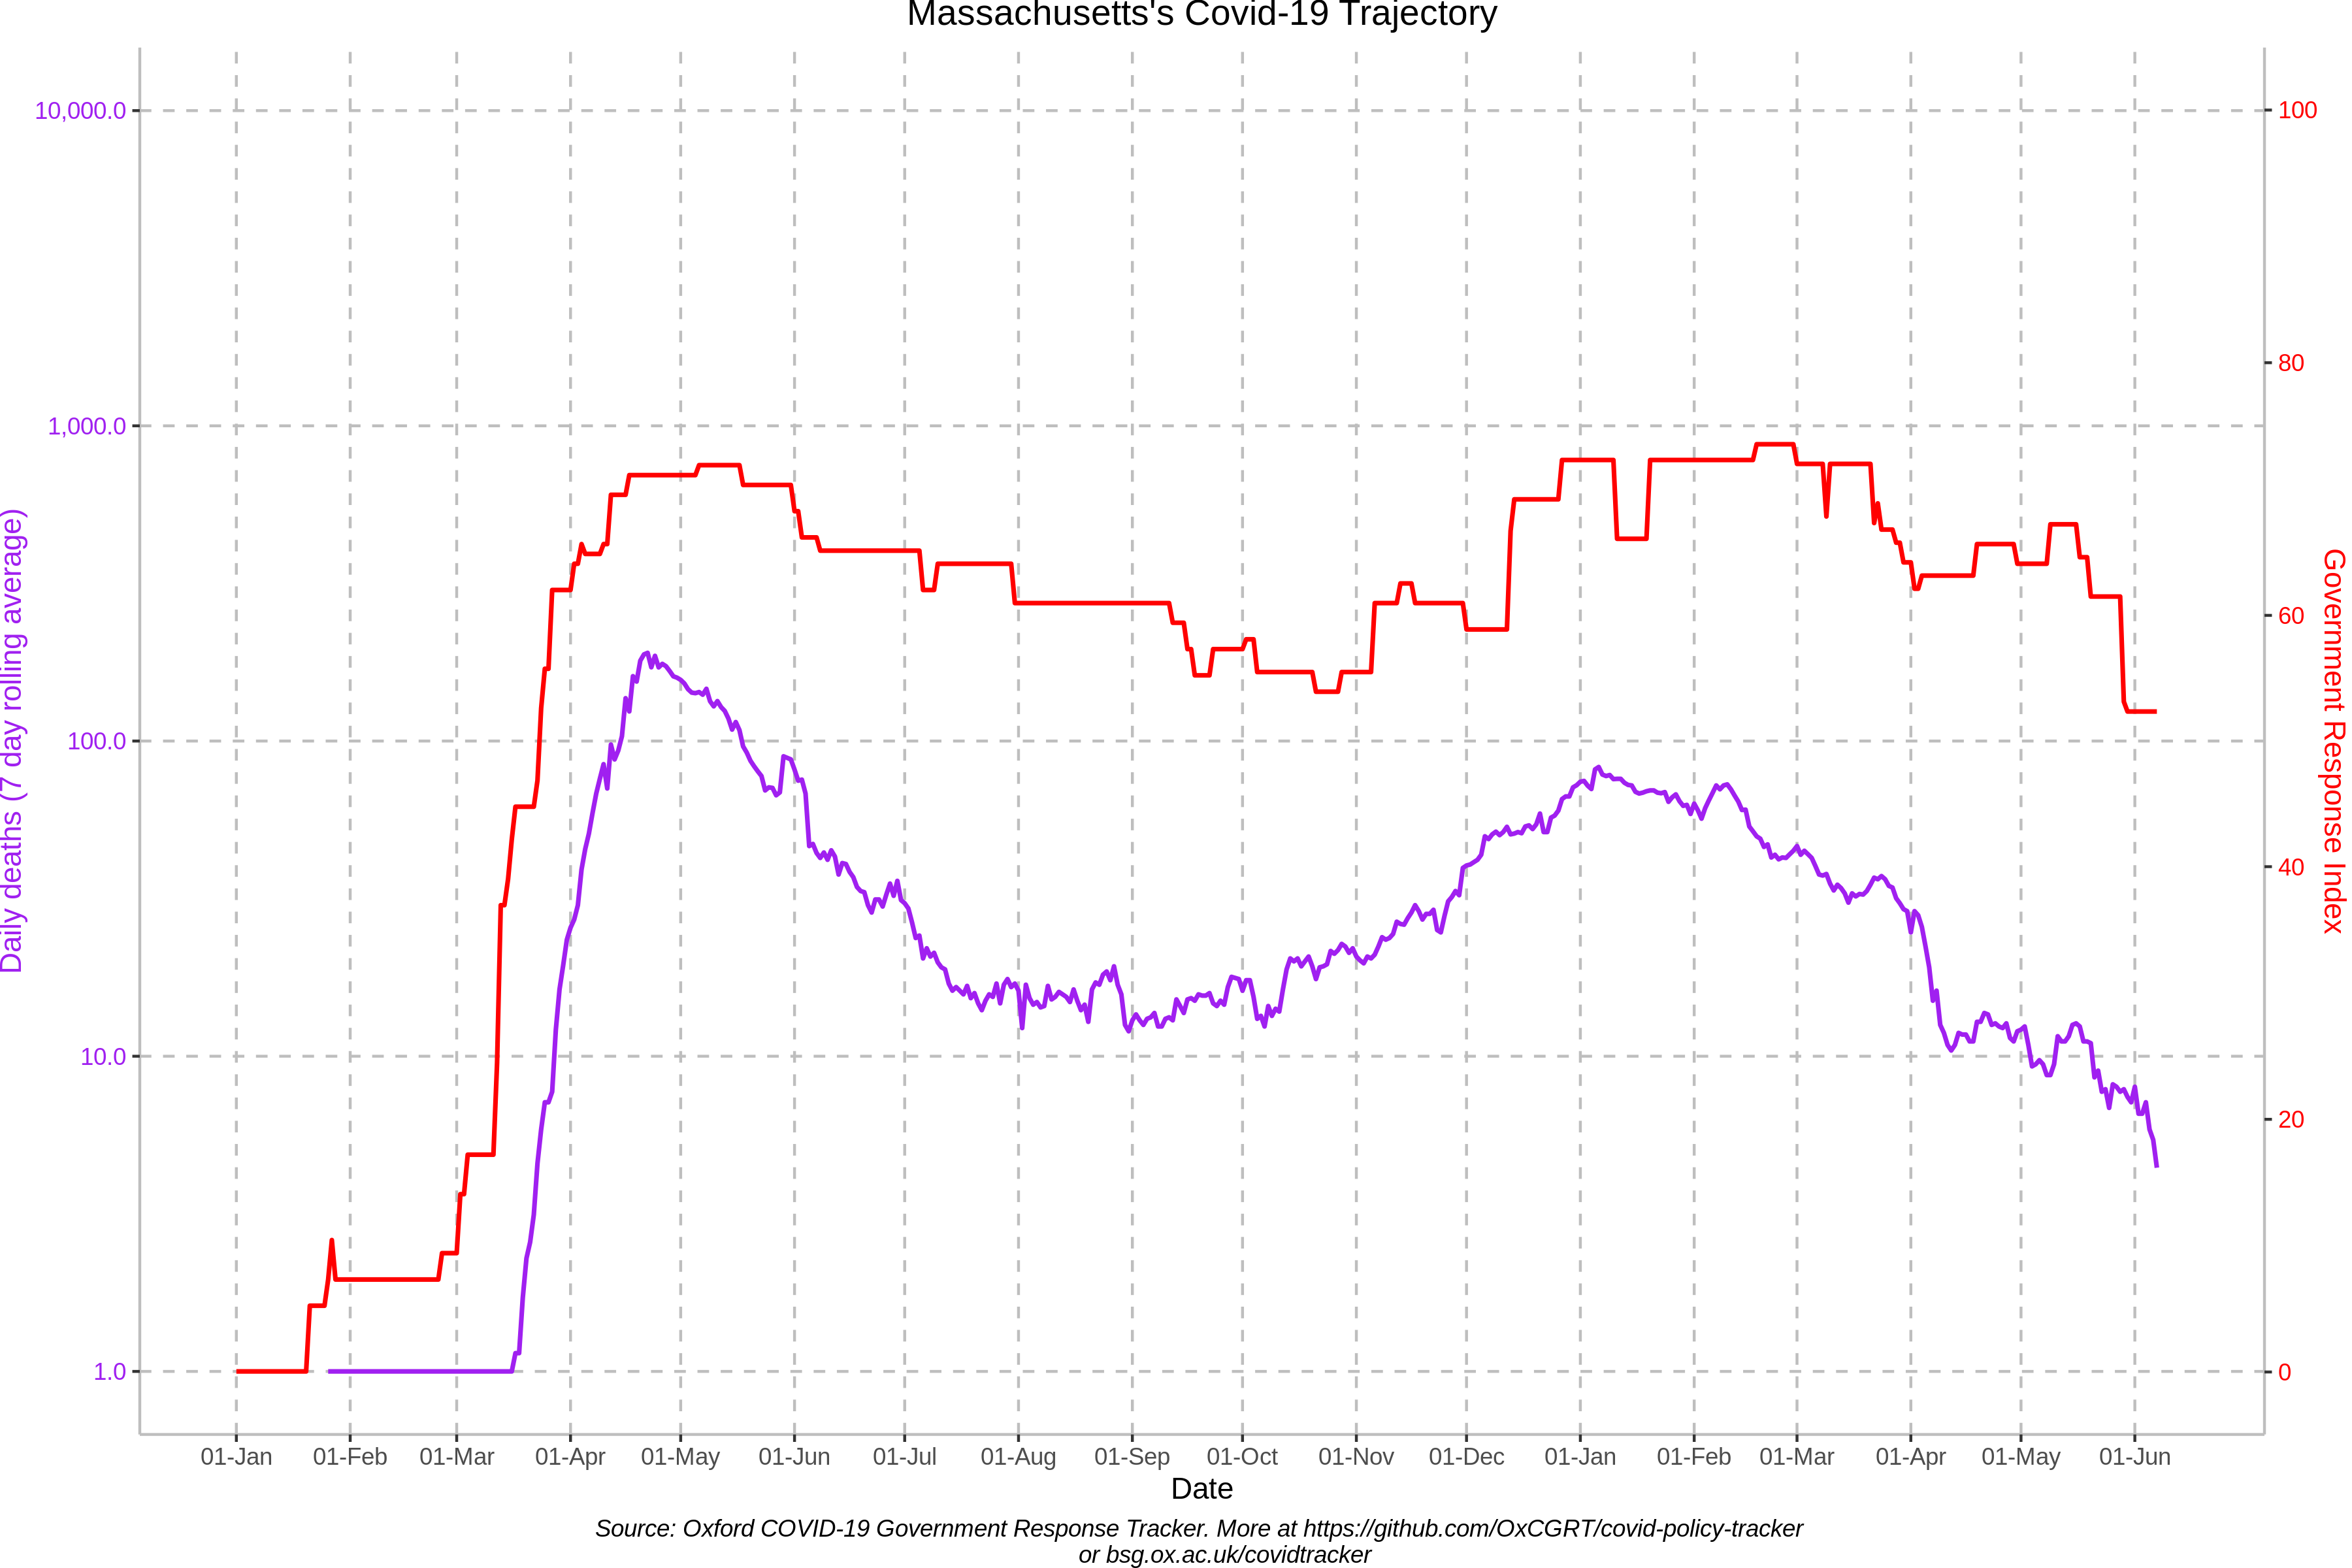 Massachusetts's Covid-19 Trajectory
Daily deaths (7 day rolling average)
10,000.0
1,000.0
100.0
10.0
1.0
100
80
60
40
20
0
Government Response Index
01-Jan 01-Feb 01-Mar 01-Apr 01-May 01-Jun 01-Jul 01-Aug 01-Sep 01-Oct 01-Nov 01-Dec 01-Jan 01-Feb 01-Mar 01-Apr 01-May 01-Jun
Date
Source: Oxford COVID-19 Government Response Tracker. More at https://github.com/OxCGRT/covid-policy-tracker
or bsg.ox.ac.uk/covidtracker